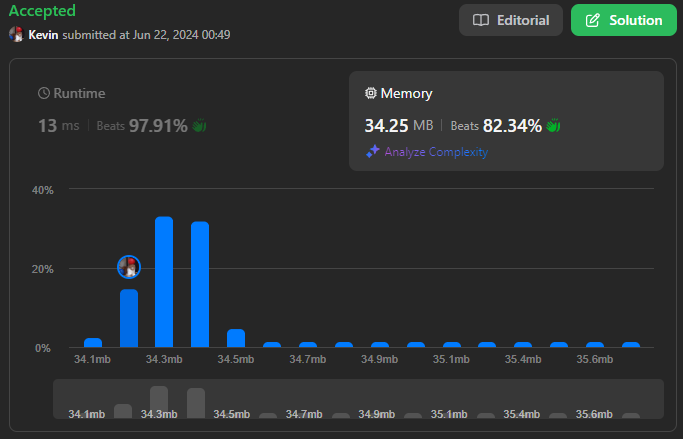 Accepted
Editorial
Solution
Kevin submitted at Jun 22, 2024 00:49
Runtime
13 ms Beats 97.91%
Memory
34.25 MB Beats 82.34%
Analyze Complexity
40%
20%
0%
34.1mb 34.3mb 34.5mb 34.7mb 34.9mb 35.1mb 35.4mb 35.6mb
34.1mb 34.3mb 34.5mb 34.7mb 34.9mb 35.1mb 35.4mb 35.6mb